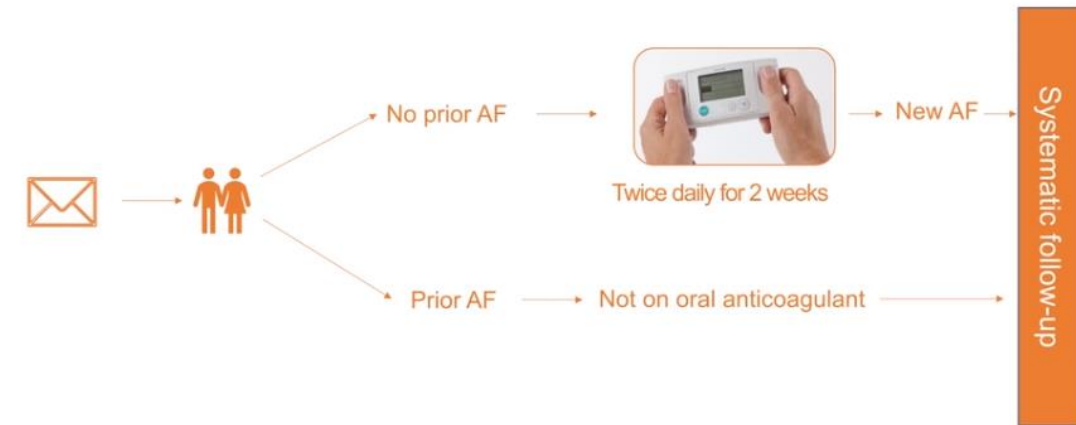 No prior AF
New AF
Twice daily for 2 weeks
Prior AF
Not on oral anticoagulant
Systematic follow-up